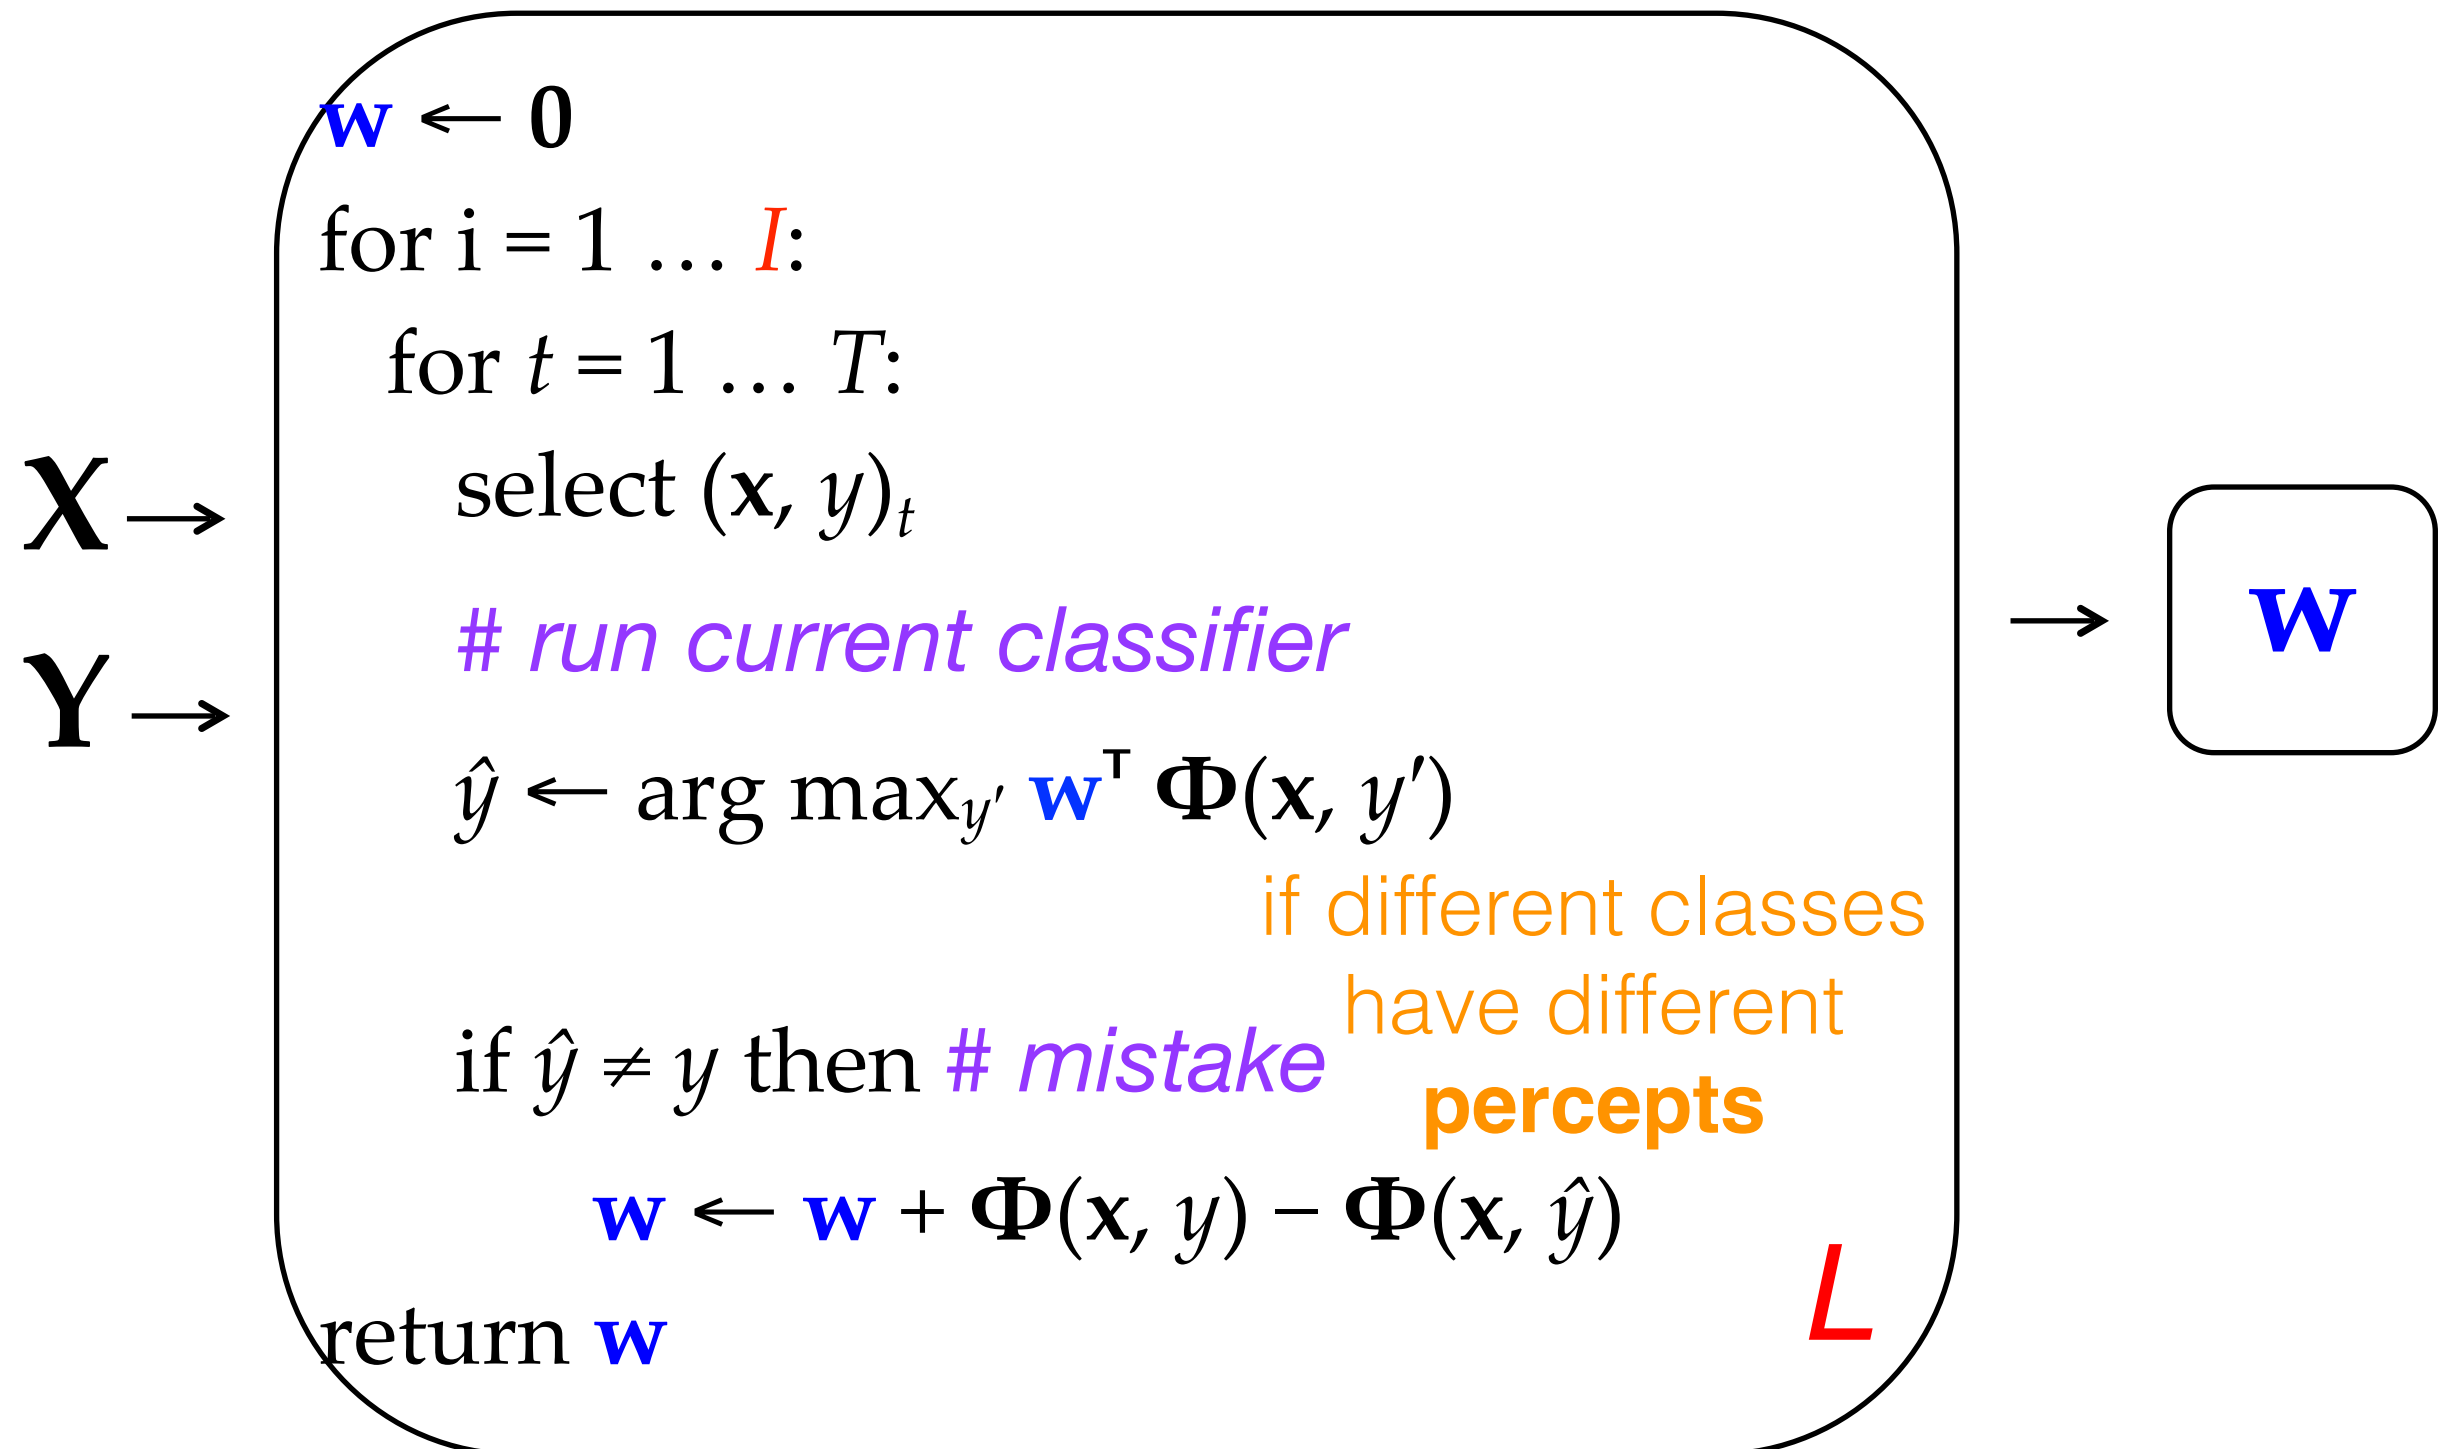 w ← 0
for i = 1 … I:
for t = 1 … T:
select (x, y)t
X →
# run current classifier
Y →
→ w
ŷ ← arg maxy′ wᵀ Φ(x, y′)
if different classes
have different
percepts
if ŷ ≠ y then # mistake
w ← w + Φ(x, y) − Φ(x, ŷ)
L
return w